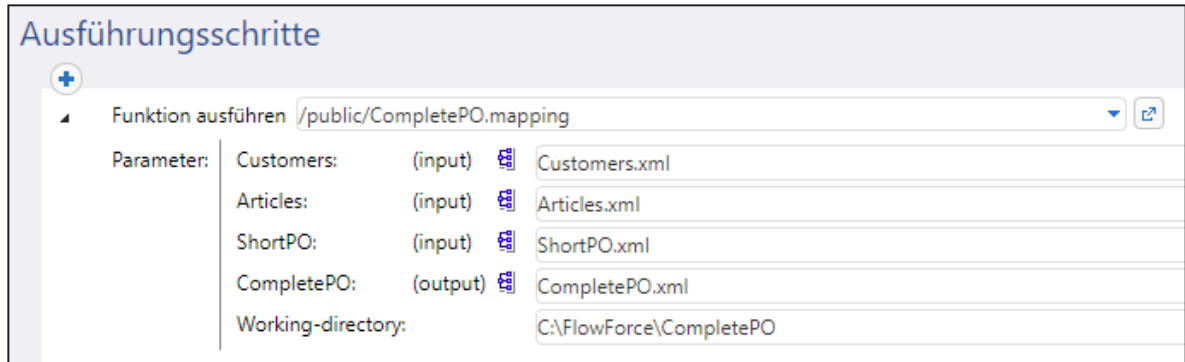 Ausführungsschritte
Funktion ausführen /public/CompletePO.mapping
Parameter: Customers: (input) Customers.xml
Articles: (input) Articles.xml
ShortPO: (input) ShortPO.xml
CompletePO: (output) CompletePO.xml
Working-directory: C:\FlowForce\CompletePO